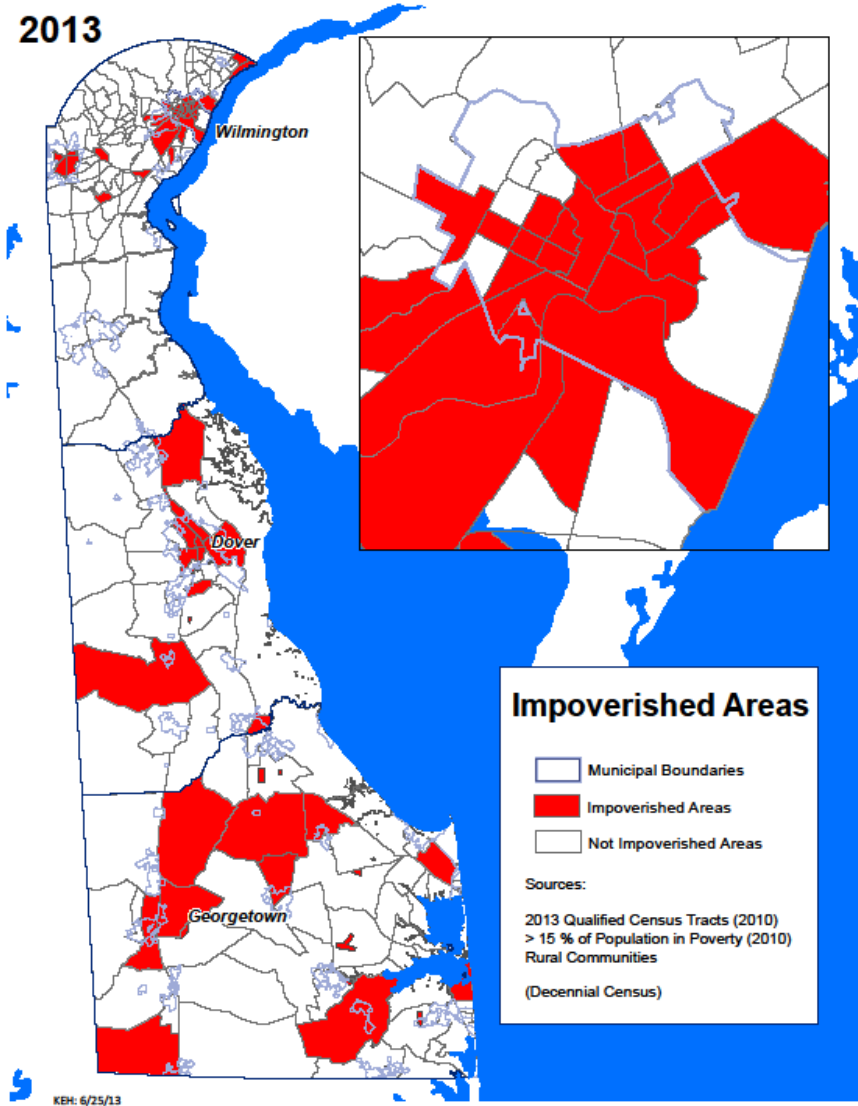 2013
Wilmington
Dover
Georgetown
Impoverished Areas
Municipal Boundaries
Impoverished Areas
Not Impoverished Areas
Sources:
2013 Qualified Census Tracts (2010)
> 15 % of Population in Poverty (2010)
Rural Communities
(Decennial Census)
KEH: 6/25/13